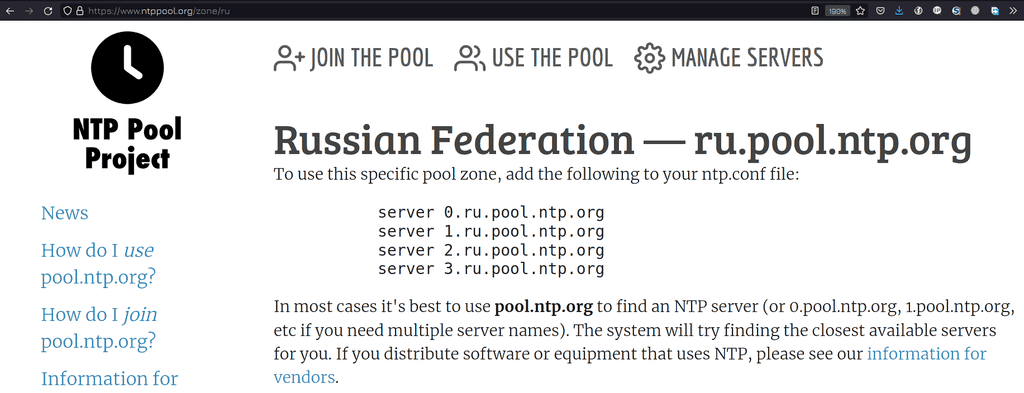 https://www.ntppool.org/zone/ru
190%
NTP Pool
Project
JOIN THE POOL
USE THE POOL
MANAGE SERVERS
Russian Federation — ru.pool.ntp.org
To use this specific pool zone, add the following to your ntp.conf file:
server 0.ru.pool.ntp.org
server 1.ru.pool.ntp.org
server 2.ru.pool.ntp.org
server 3.ru.pool.ntp.org
In most cases it's best to use pool.ntp.org to find an NTP server (or 0.pool.ntp.org, 1.pool.ntp.org,
etc if you need multiple server names). The system will try finding the closest available servers
for you. If you distribute software or equipment that uses NTP, please see our information for
vendors.
News
How do I use
pool.ntp.org?
How do I join
pool.ntp.org?
Information for